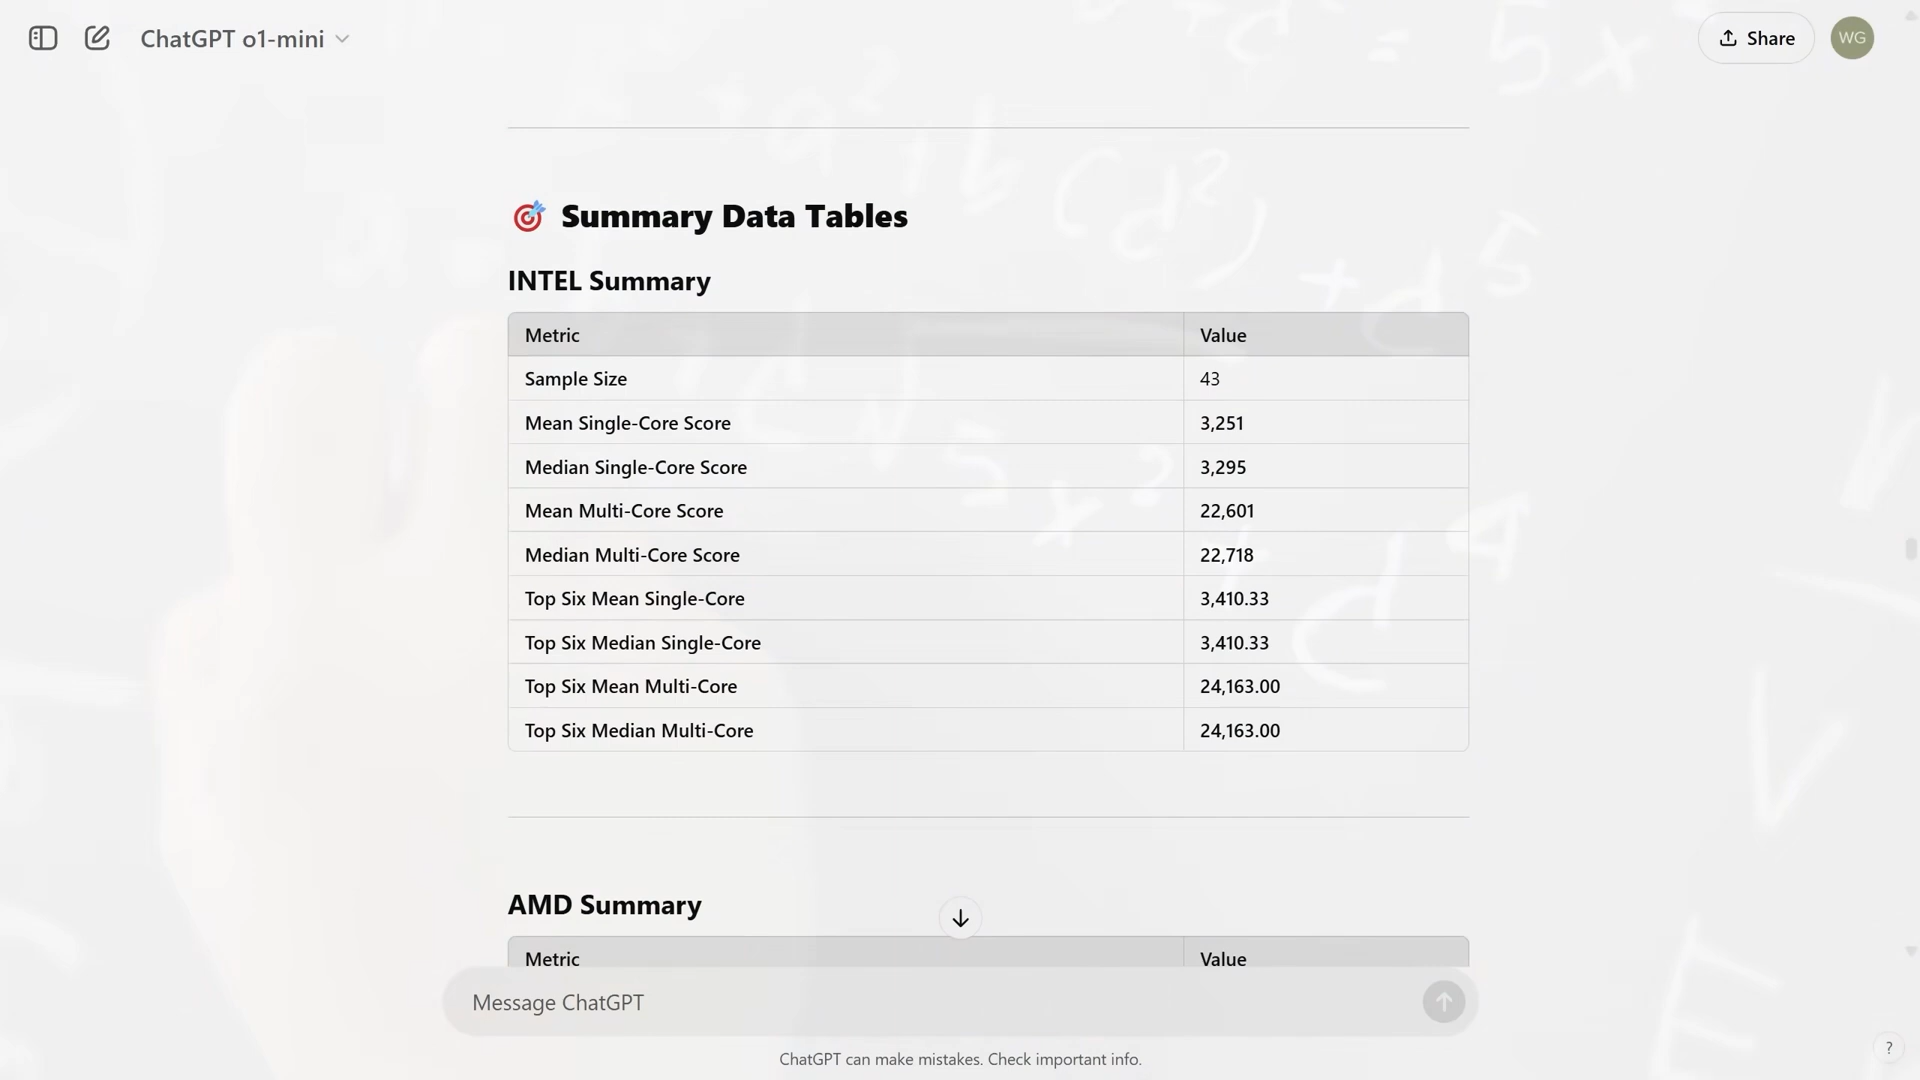 ChatGPT o1-mini
Share
WG
Summary Data Tables
INTEL Summary
Metric Value
Sample Size 43
Mean Single-Core Score 3,251
Median Single-Core Score 3,295
Mean Multi-Core Score 22,601
Median Multi-Core Score 22,718
Top Six Mean Single-Core 3,410.33
Top Six Median Single-Core 3,410.33
Top Six Mean Multi-Core 24,163.00
Top Six Median Multi-Core 24,163.00
AMD Summary
Metric Value
Message ChatGPT
ChatGPT can make mistakes. Check important info.
?